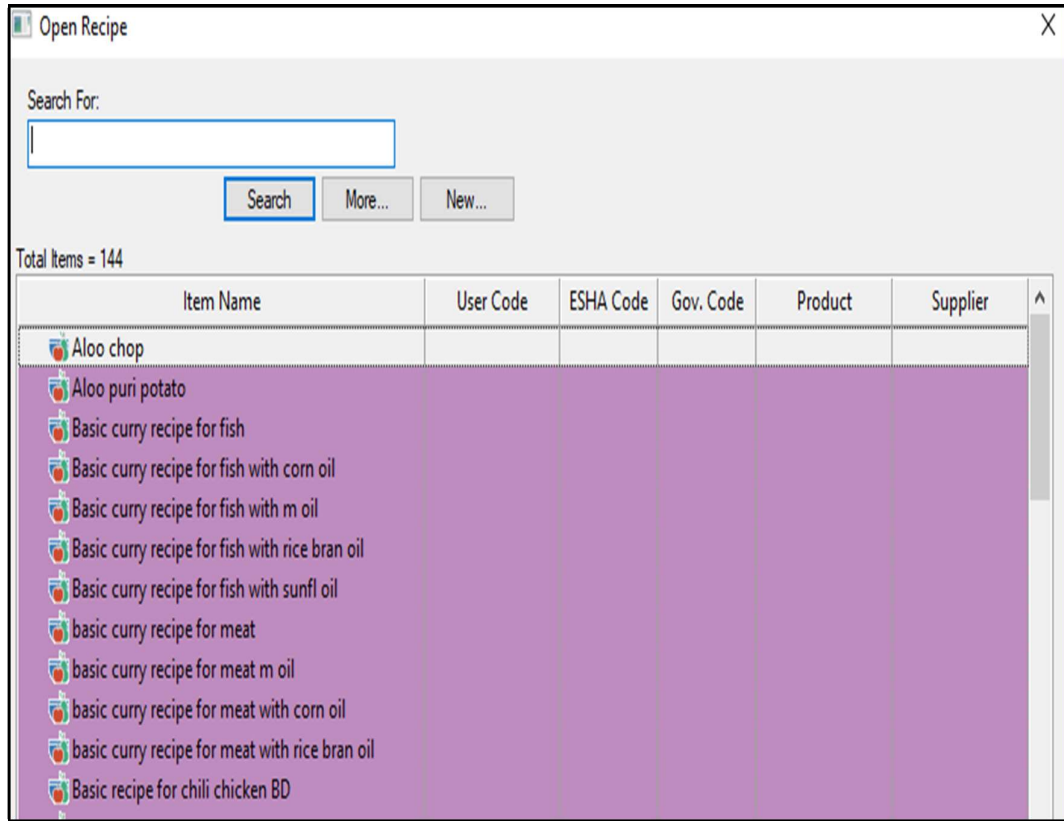 Open Recipe X
Search For:
Search More... New...
Total Items = 144
Item Name User Code ESHA Code Gov. Code Product Supplier
Aloo chop
Aloo puri potato
Basic curry recipe for fish
Basic curry recipe for fish with corn oil
Basic curry recipe for fish with m oil
Basic curry recipe for fish with rice bran oil
Basic curry recipe for fish with sunfl oil
basic curry recipe for meat
basic curry recipe for meat m oil
basic curry recipe for meat with corn oil
basic curry recipe for meat with rice bran oil
Basic recipe for chili chicken BD